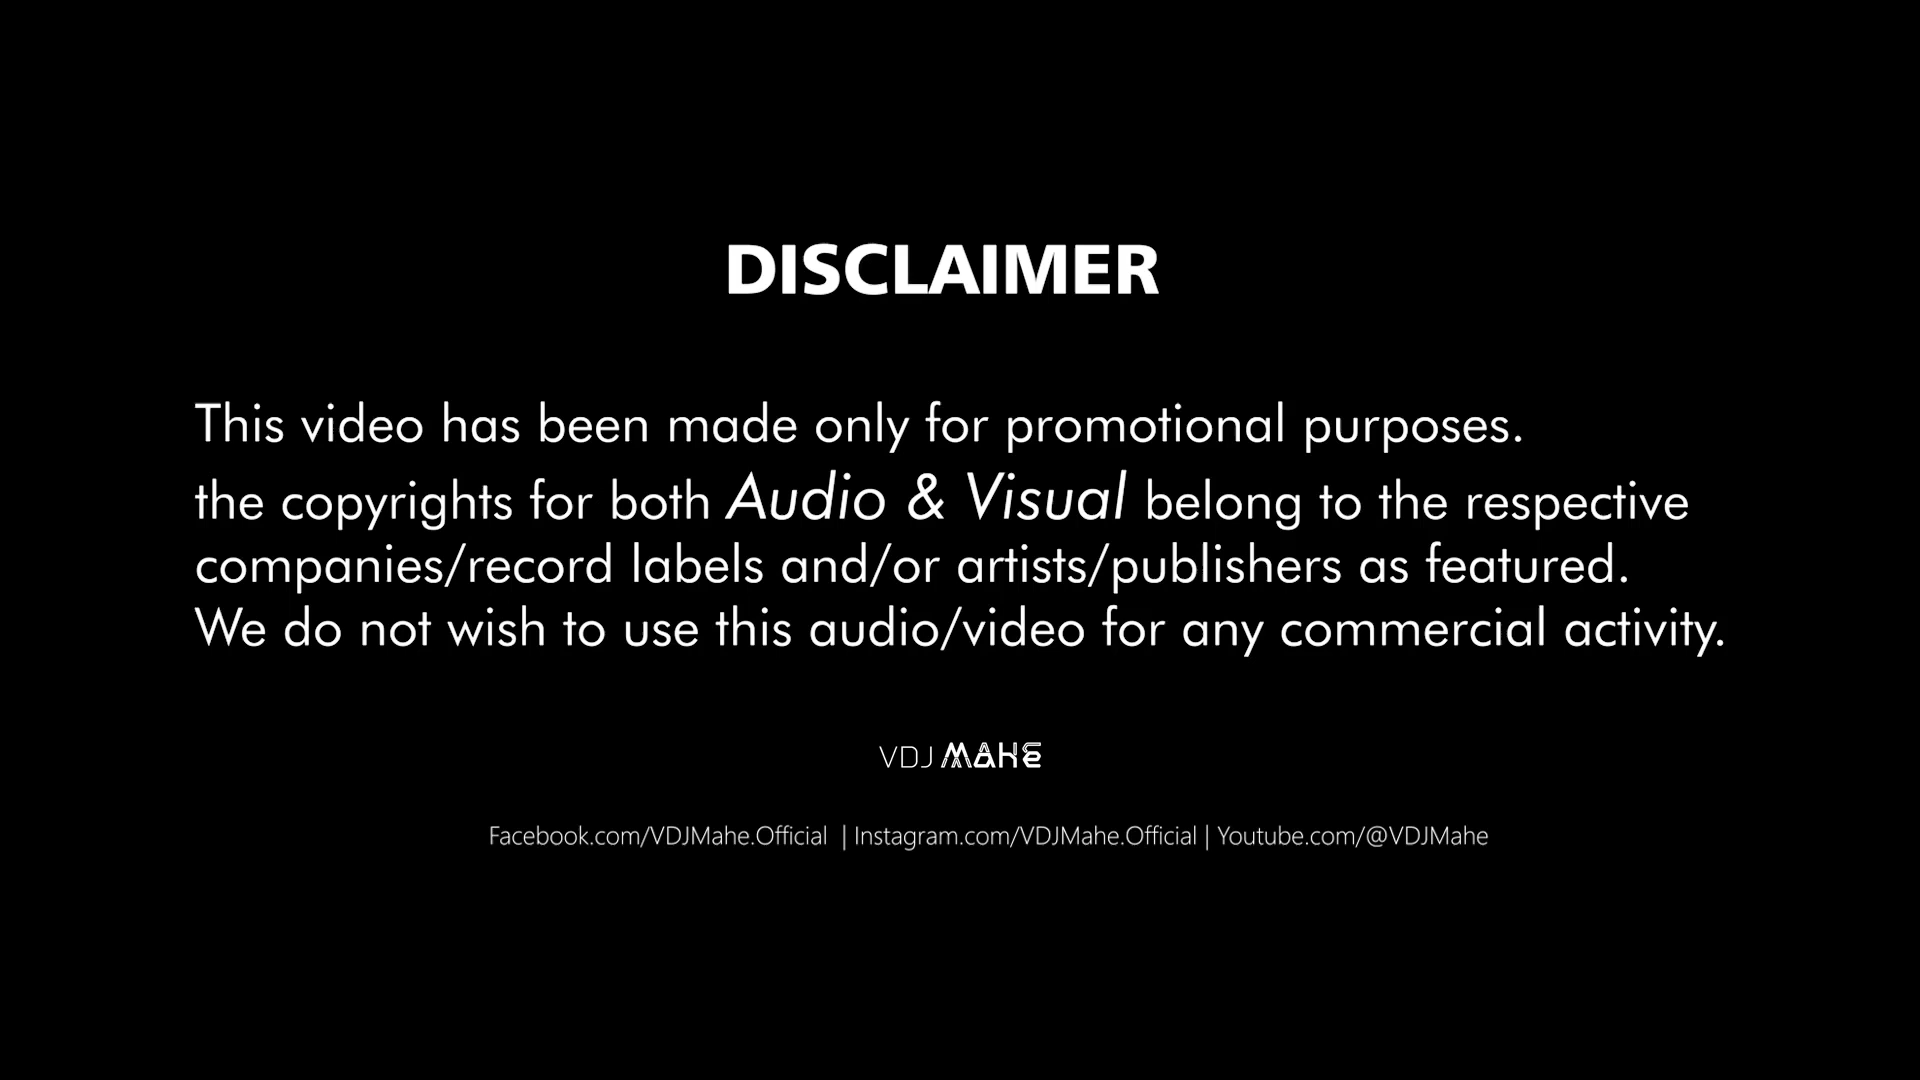 DISCLAIMER
This video has been made only for promotional purposes.
the copyrights for both Audio & Visual belong to the respective
companies/record labels and/or artists/publishers as featured.
We do not wish to use this audio/video for any commercial activity.
VDJ MAHE
Facebook.com/VDJMahe.Official | Instagram.com/VDJMahe.Official | Youtube.com/@VDJMahe